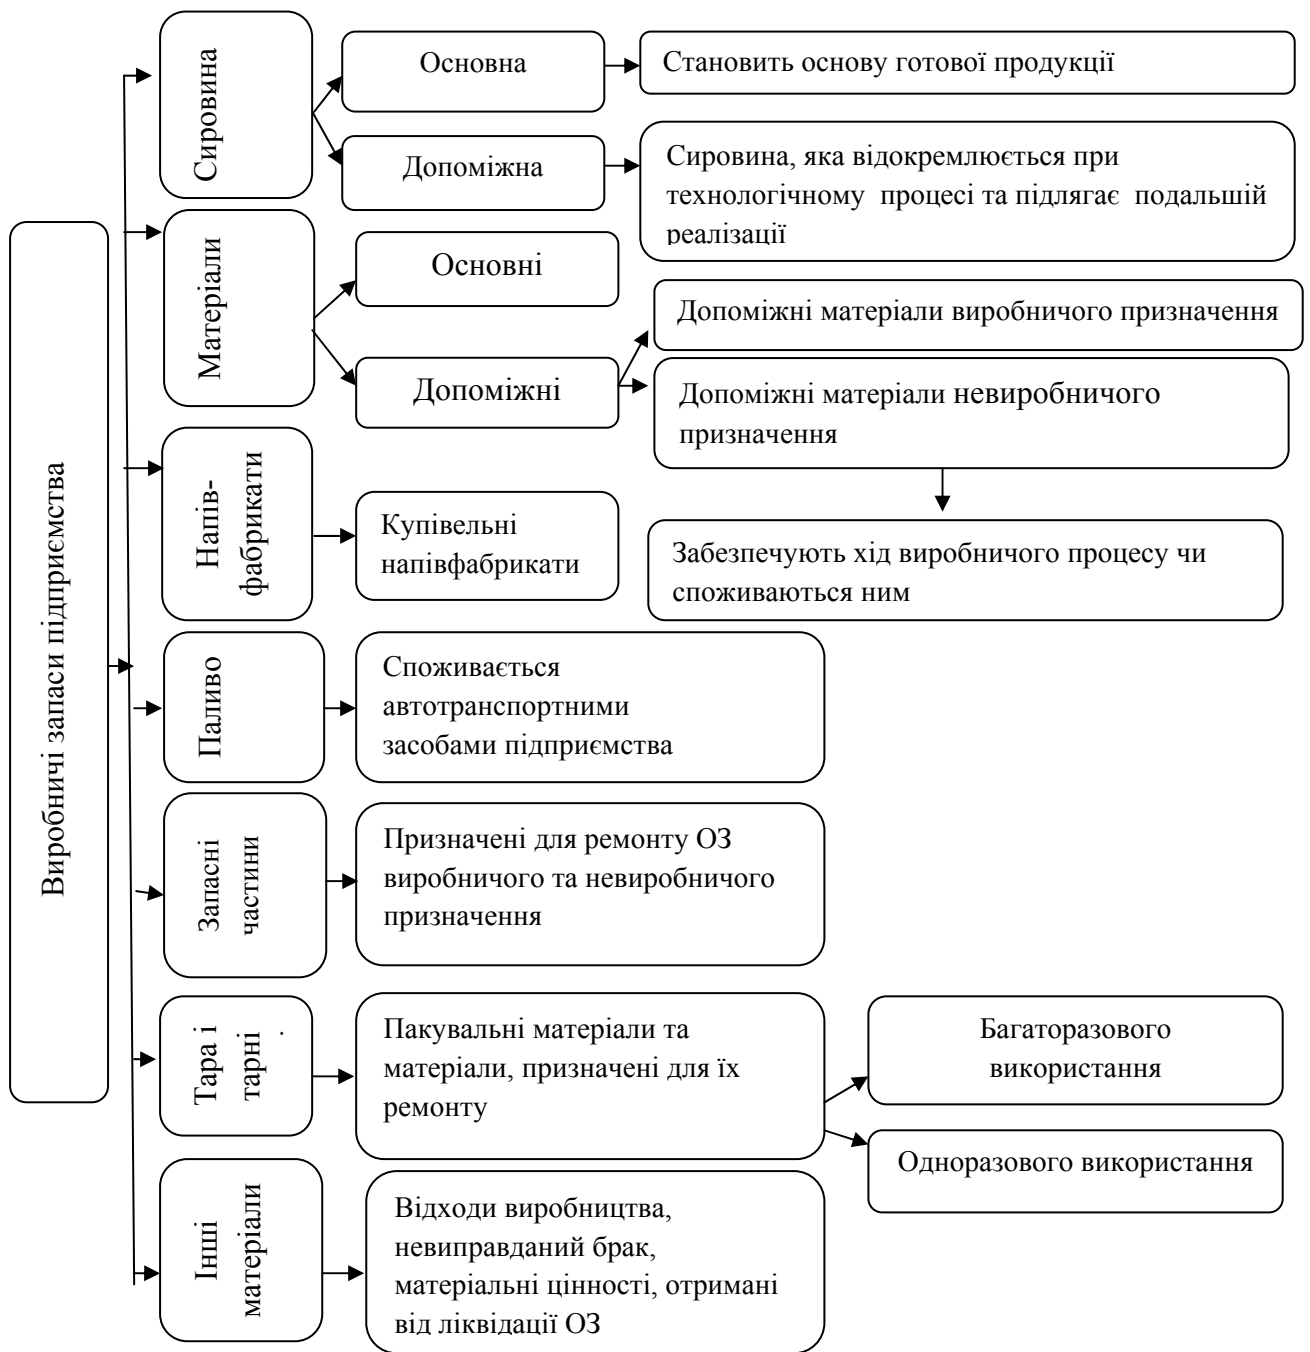 Виробничі запаси підприємства
Сировина
Основна
Становить основу готової продукції
Допоміжна
Сировина, яка відокремлюється при
технологічному процесі та підлягає подальшій
реалізації
Матеріали
Основні
Допоміжні
Допоміжні матеріали виробничого призначення
Допоміжні матеріали невиробничого
призначення
Забезпечують хід виробничого процесу чи
споживаються ним
Напів-
фабрикати
Купівельні
напівфабрикати
Паливо
Споживається
автотранспортними
засобами підприємства
Запасні
частини
Призначені для ремонту ОЗ
виробничого та невиробничого
призначення
Тара і
тарні
Пакувальні матеріали та
матеріали, призначені для їх
ремонту
Багаторазового
використання
Одноразового використання
Інші
матеріали
Відходи виробництва,
невиправданий брак,
матеріальні цінності, отримані
від ліквідації ОЗ